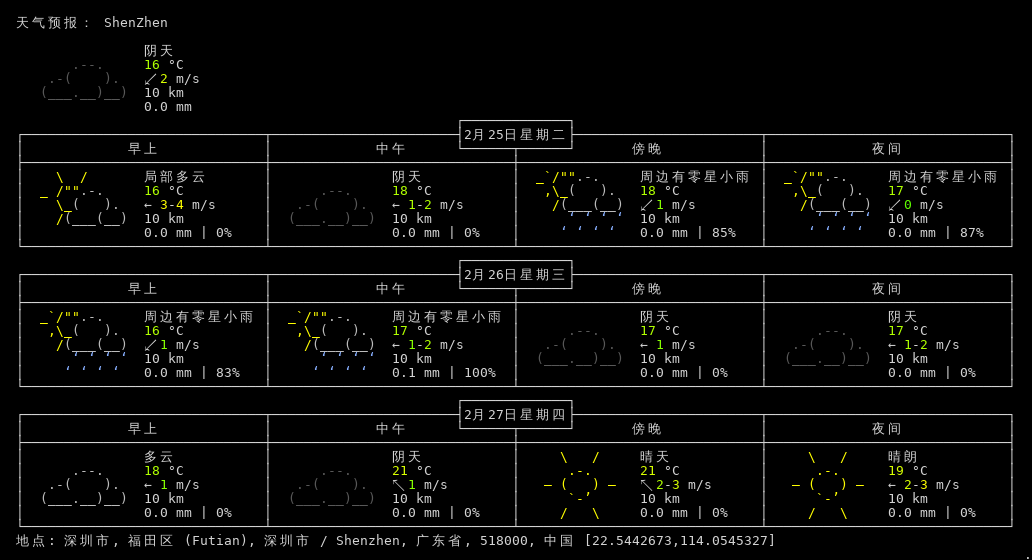 天气预报： ShenZhen
阴天
16 °C
↙2 m/s
10 km
0.0 mm
2月25日星期二
早上 中午 傍晚 夜间
局部多云 阴天 周边有零星小雨 周边有零星小雨
16 °C 18 °C 18 °C 17 °C
← 3-4 m/s ← 1-2 m/s ↙1 m/s ↙0 m/s
10 km 10 km 10 km 10 km
0.0 mm | 0% 0.0 mm | 0% 0.0 mm | 85% 0.0 mm | 87%
2月26日星期三
早上 中午 傍晚 夜间
周边有零星小雨 周边有零星小雨 阴天 阴天
16 °C 17 °C 17 °C 17 °C
↙1 m/s ← 1-2 m/s ← 1 m/s ← 1-2 m/s
10 km 10 km 10 km 10 km
0.0 mm | 83% 0.1 mm | 100% 0.0 mm | 0% 0.0 mm | 0%
2月27日星期四
早上 中午 傍晚 夜间
多云 阴天 晴天 晴朗
18 °C 21 °C 21 °C 19 °C
← 1 m/s ↖1 m/s ↖2-3 m/s ← 2-3 m/s
10 km 10 km 10 km 10 km
0.0 mm | 0% 0.0 mm | 0% 0.0 mm | 0% 0.0 mm | 0%
地点: 深圳市, 福田区 (Futian), 深圳市 / Shenzhen, 广东省, 518000, 中国 [22.5442673,114.0545327]